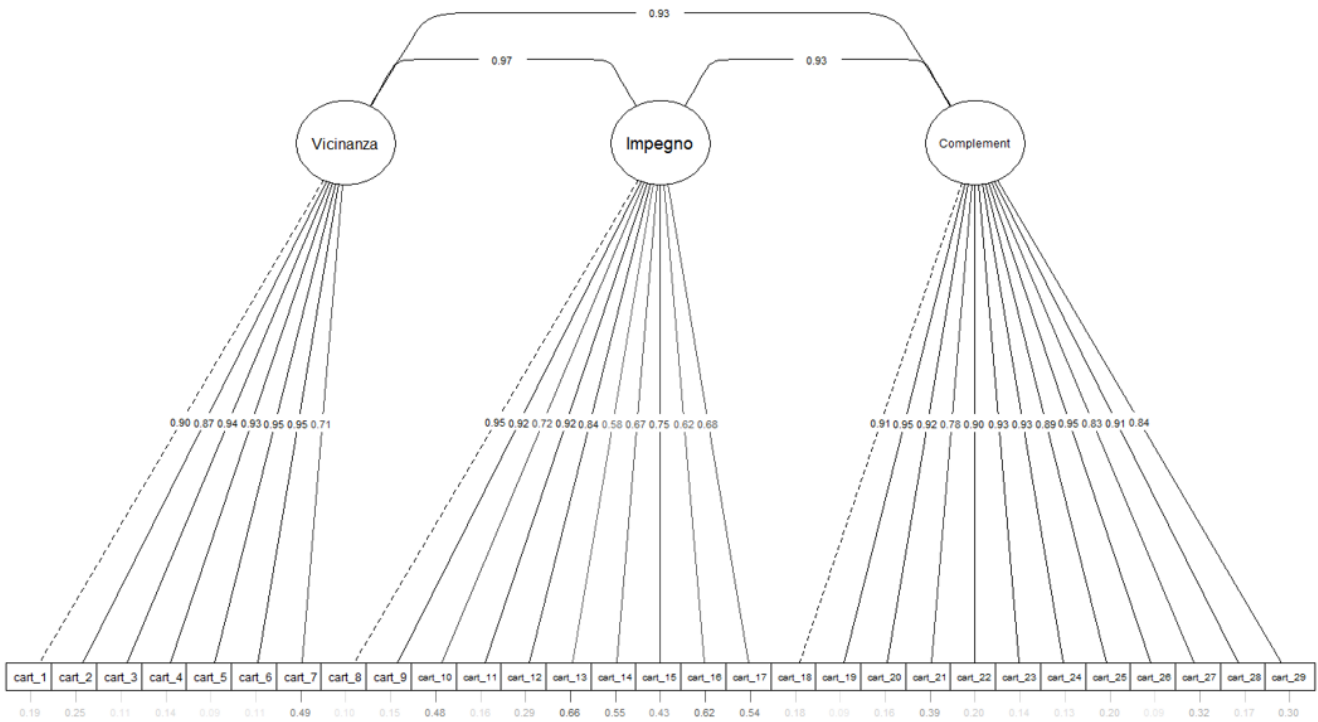 0.93
0.97 0.93
Vicinanza Impegno Complement
0.90 0.87 0.94 0.93 0.95 0.95 0.71 0.95 0.92 0.72 0.92 0.84 0.58 0.67 0.75 0.62 0.68 0.91 0.95 0.92 0.78 0.90 0.93 0.93 0.89 0.95 0.83 0.91 0.84
cart_1 cart_2 cart_3 cart_4 cart_5 cart_6 cart_7 cart_8 cart_9 cart_10 cart_11 cart_12 cart_13 cart_14 cart_15 cart_16 cart_17 cart_18 cart_19 cart_20 cart_21 cart_22 cart_23 cart_24 cart_25 cart_26 cart_27 cart_28 cart_29
0.19 0.25 0.11 0.14 0.09 0.11 0.49 0.10 0.15 0.48 0.16 0.29 0.66 0.55 0.43 0.62 0.54 0.18 0.09 0.16 0.39 0.20 0.14 0.13 0.20 0.09 0.32 0.17 0.30